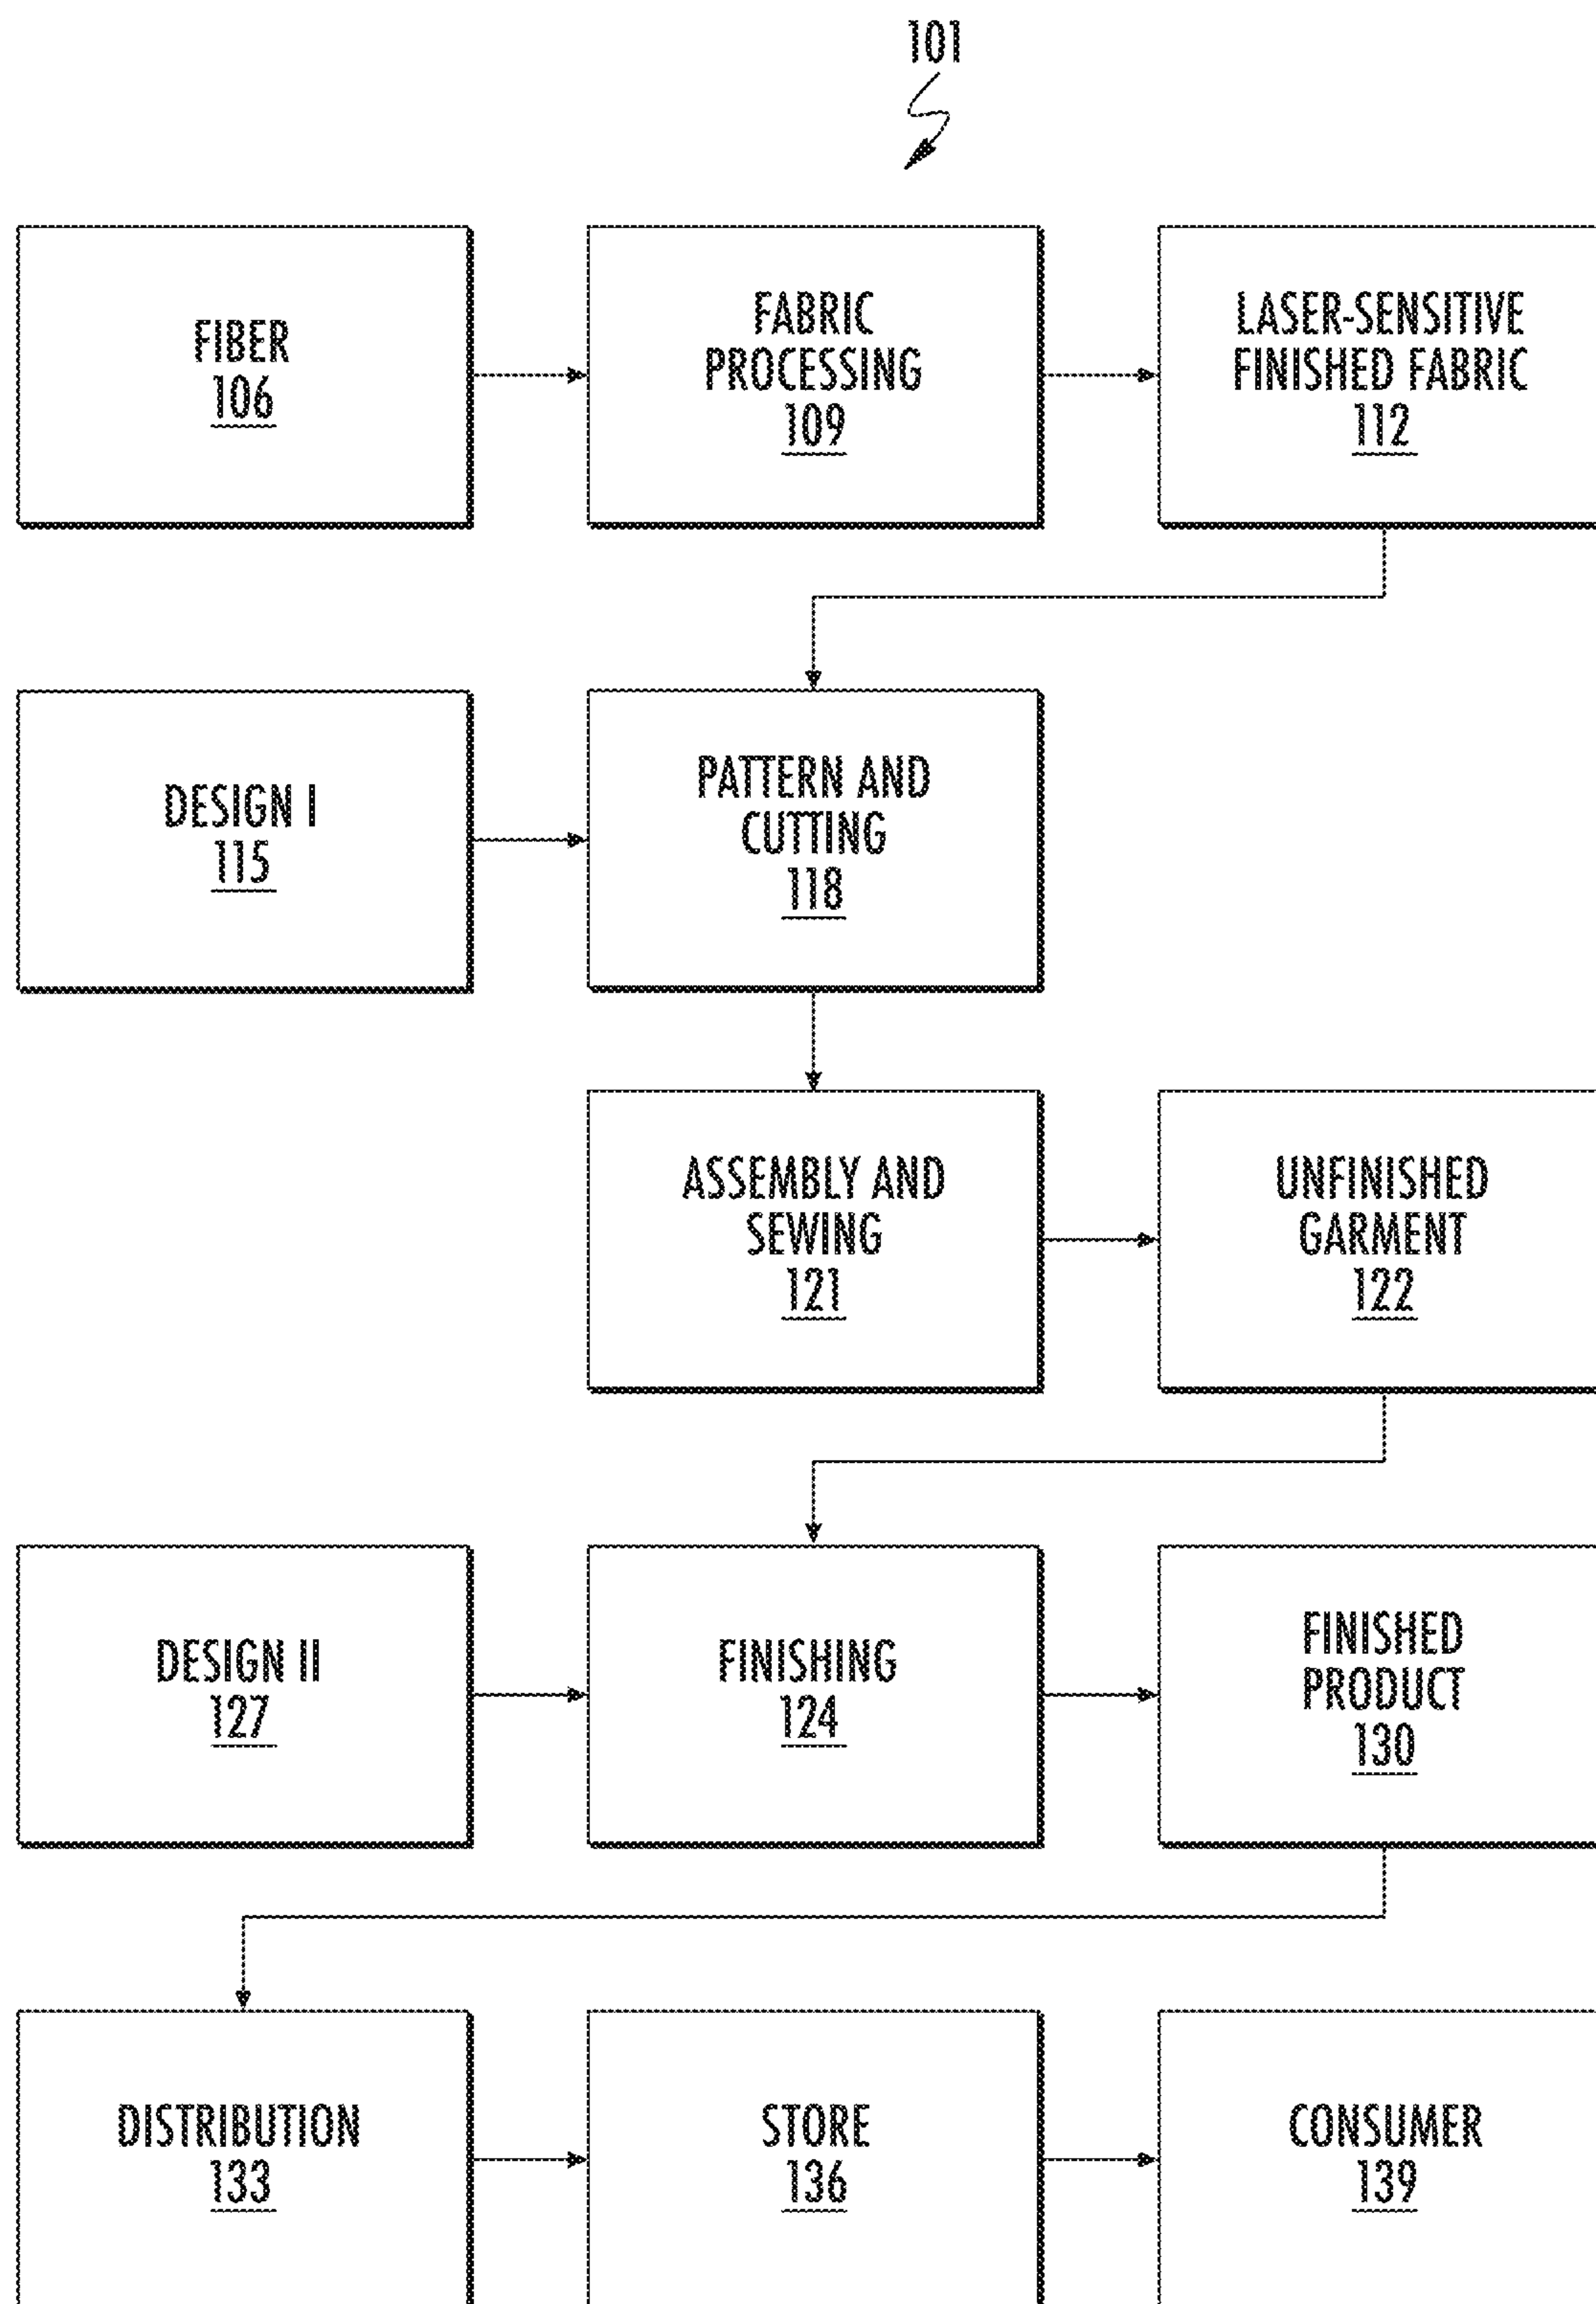 101
FIBER
106
FABRIC
PROCESSING
109
LASER-SENSITIVE
FINISHED FABRIC
112
DESIGN I
115
PATTERN AND
CUTTING
118
ASSEMBLY AND
SEWING
121
UNFINISHED
GARMENT
122
DESIGN II
127
FINISHING
124
FINISHED
PRODUCT
130
DISTRIBUTION
133
STORE
136
CONSUMER
139